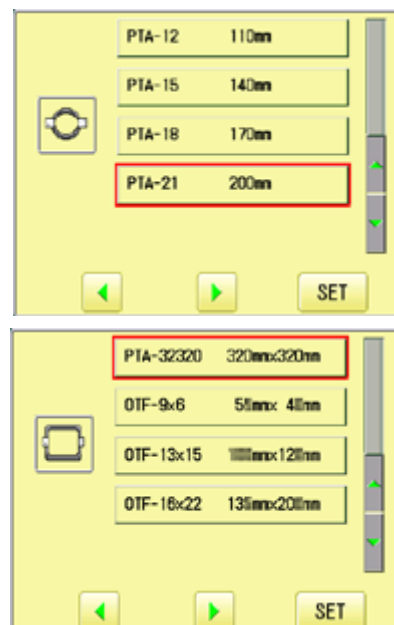 PTA-12 110mm
PTA-15 140mm
PTA-18 170mm
PTA-21 200mm
SET
PTA-32320 320mmx320mm
OTF-9x6
OTF-13x15
OTF-16x22
SET